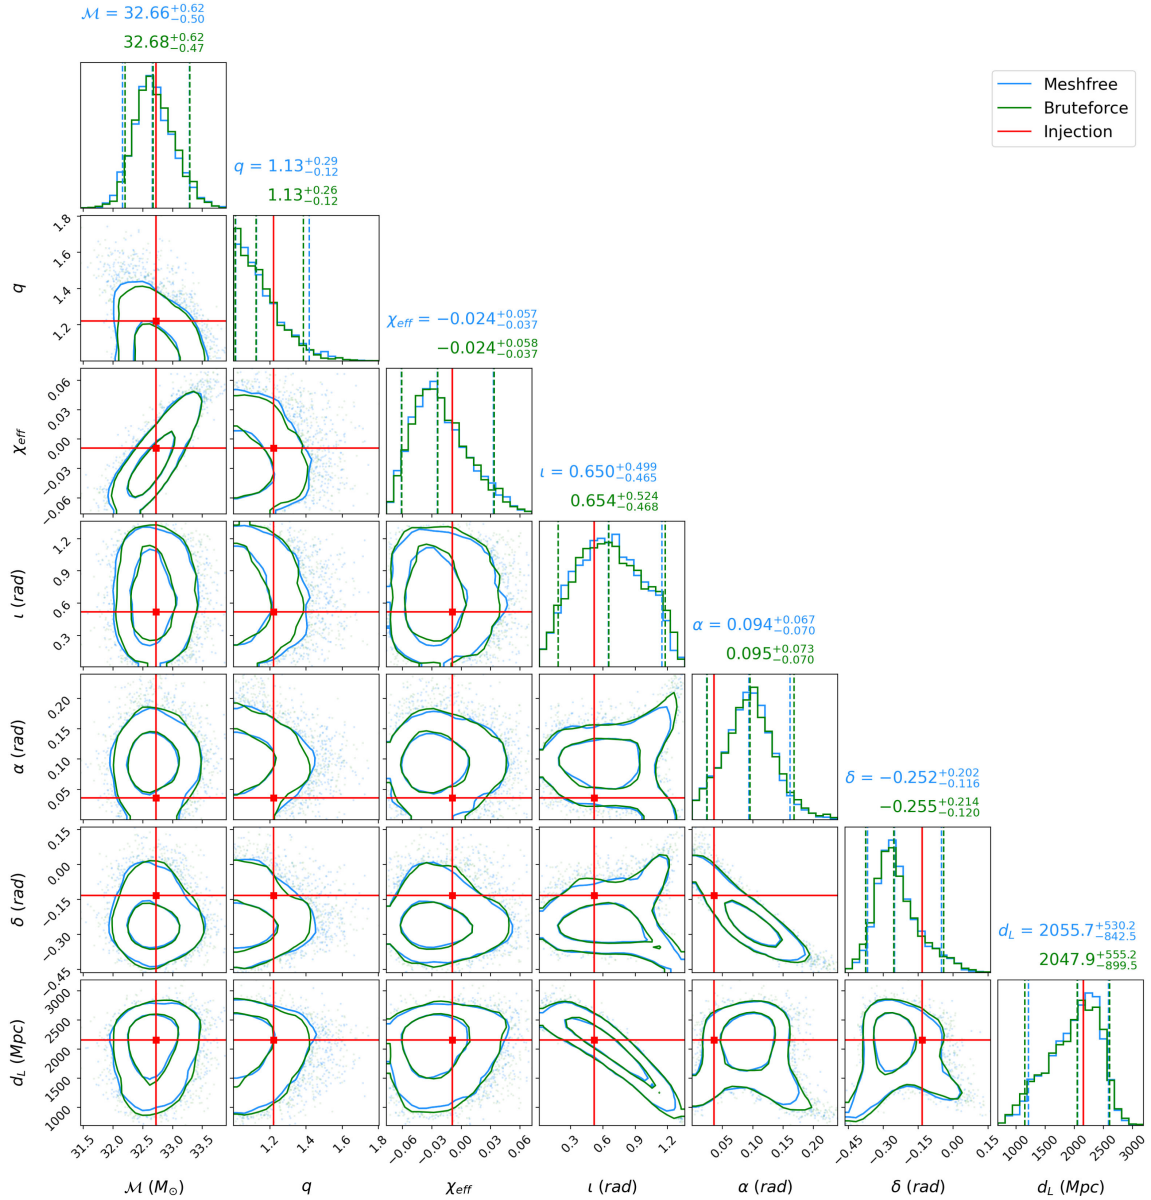 ℳ = 32.66+0.62−0.50
32.68+0.62−0.47
Meshfree
Bruteforce
Injection
q = 1.13+0.29−0.12
1.13+0.26−0.12
χeff = −0.024+0.057−0.037
−0.024+0.058−0.037
ι = 0.650+0.499−0.465
0.654+0.524−0.468
α = 0.094+0.067−0.070
0.095+0.073−0.070
δ = −0.252+0.202−0.116
−0.255+0.214−0.120
dL = 2055.7+530.2−842.5
2047.9+555.2−899.5
q
1.8
1.6
1.4
1.2
χeff
0.06
0.03
0.00
−0.03
−0.06
ι (rad)
1.2
0.9
0.6
0.3
α (rad)
0.20
0.15
0.10
0.05
δ (rad)
0.15
0.00
−0.15
−0.30
−0.45
dL (Mpc)
3000
2500
2000
1500
1000
31.5 32.0 32.5 33.0 33.5
1.2 1.4 1.6 1.8
−0.06 −0.03 0.00 0.03 0.06
0.3 0.6 0.9 1.2
0.05 0.10 0.15 0.20
−0.45 −0.30 −0.15 0.00 0.15
1000 1500 2000 2500 3000
ℳ (M⊙)
q
χeff
ι (rad)
α (rad)
δ (rad)
dL (Mpc)